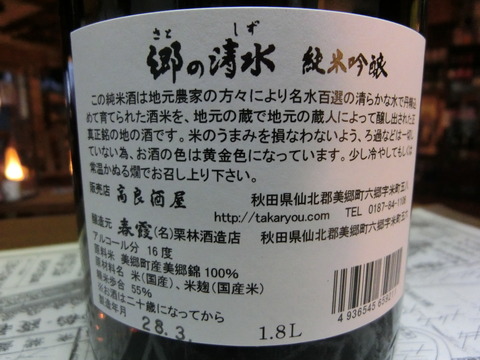 さと しず
郷の清水 純米吟醸
この純米酒は地元農家の方々により名水百選の清らかな水で丹精込
めて育てられた酒米を、地元の蔵で地元の蔵人によって醸し出された正
真正銘の地の酒です。米のうまみを損なわないよう、ろ過などは一切し
ていない為、お酒の色は黄金色になっています。少し冷やしてもしくは
常温かぬる燗でお召し上り下さい。
販売店 高良酒屋 秋田県仙北郡美郷町六郷字米町五八
http://takaryou.com/ TEL 0187-84-1108
醸造元 春霞(名)栗林酒造店 秋田県仙北郡美郷町六郷字米町
アルコール分 16度
原料米 美郷町産美郷錦100%
原材料 米(国産)、米麹(国産米)
精米歩合 55%
※お酒は二十歳になってから
製造年月 28.3.
1.8L
4 936545 6592